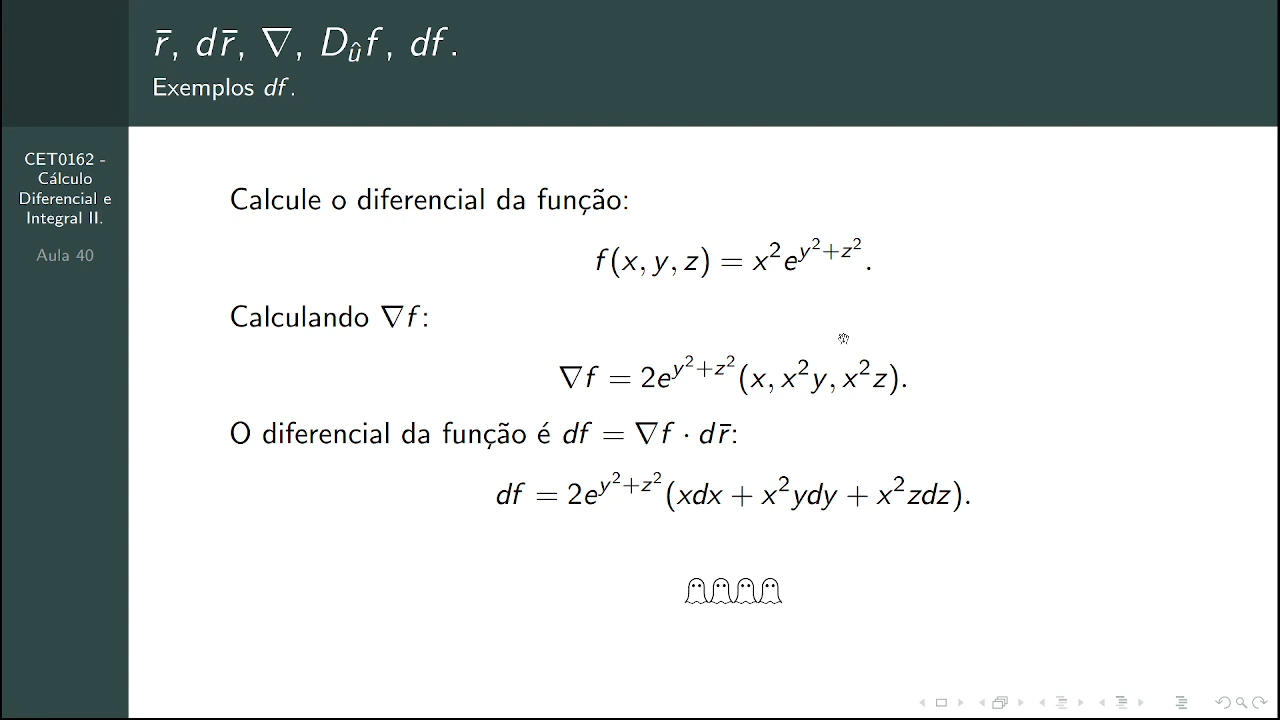 r̄, dr̄, ∇, D_û f, df.
Exemplos df.
CET0162 -
Cálculo
Diferencial e
Integral II.
Aula 40
Calcule o diferencial da função:
f(x, y, z) = x²e^{y²+z²}.
Calculando ∇f:
∇f = 2e^{y²+z²}(x, x²y, x²z).
O diferencial da função é df = ∇f · dr̄:
df = 2e^{y²+z²}(xdx + x²ydy + x²zdz).